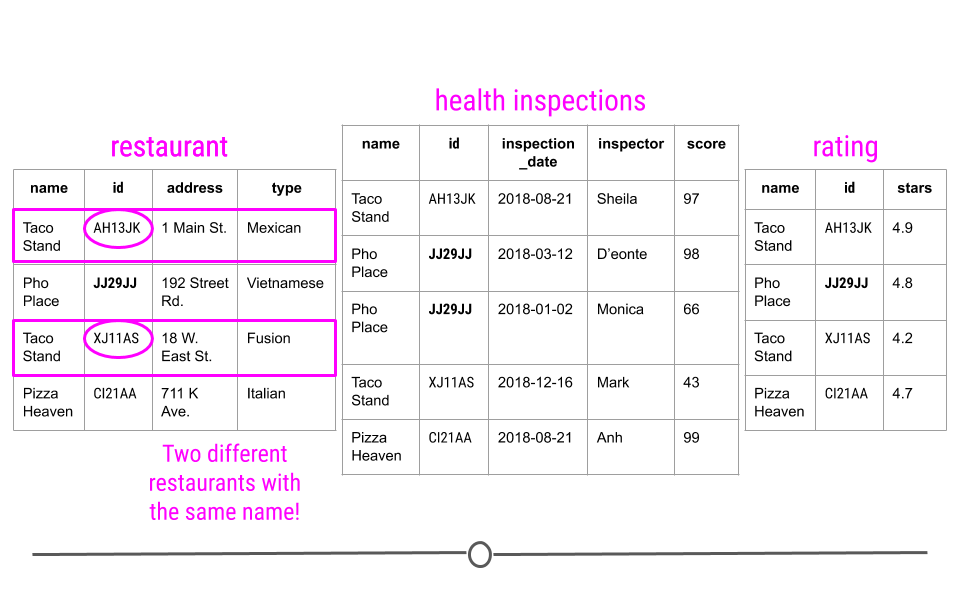 health inspections
restaurant
rating
name id address type
Taco Stand AH13JK 1 Main St. Mexican
Pho Place JJ29JJ 192 Street Rd. Vietnamese
Taco Stand XJ11AS 18 W. East St. Fusion
Pizza Heaven CI21AA 711 K Ave. Italian
Two different
restaurants with
the same name!
name id inspection _date inspector score
Taco Stand AH13JK 2018-08-21 Sheila 97
Pho Place JJ29JJ 2018-03-12 D’eonte 98
Pho Place JJ29JJ 2018-01-02 Monica 66
Taco Stand XJ11AS 2018-12-16 Mark 43
Pizza Heaven CI21AA 2018-08-21 Anh 99
name id stars
Taco Stand AH13JK 4.9
Pho Place JJ29JJ 4.8
Taco Stand XJ11AS 4.2
Pizza Heaven CI21AA 4.7